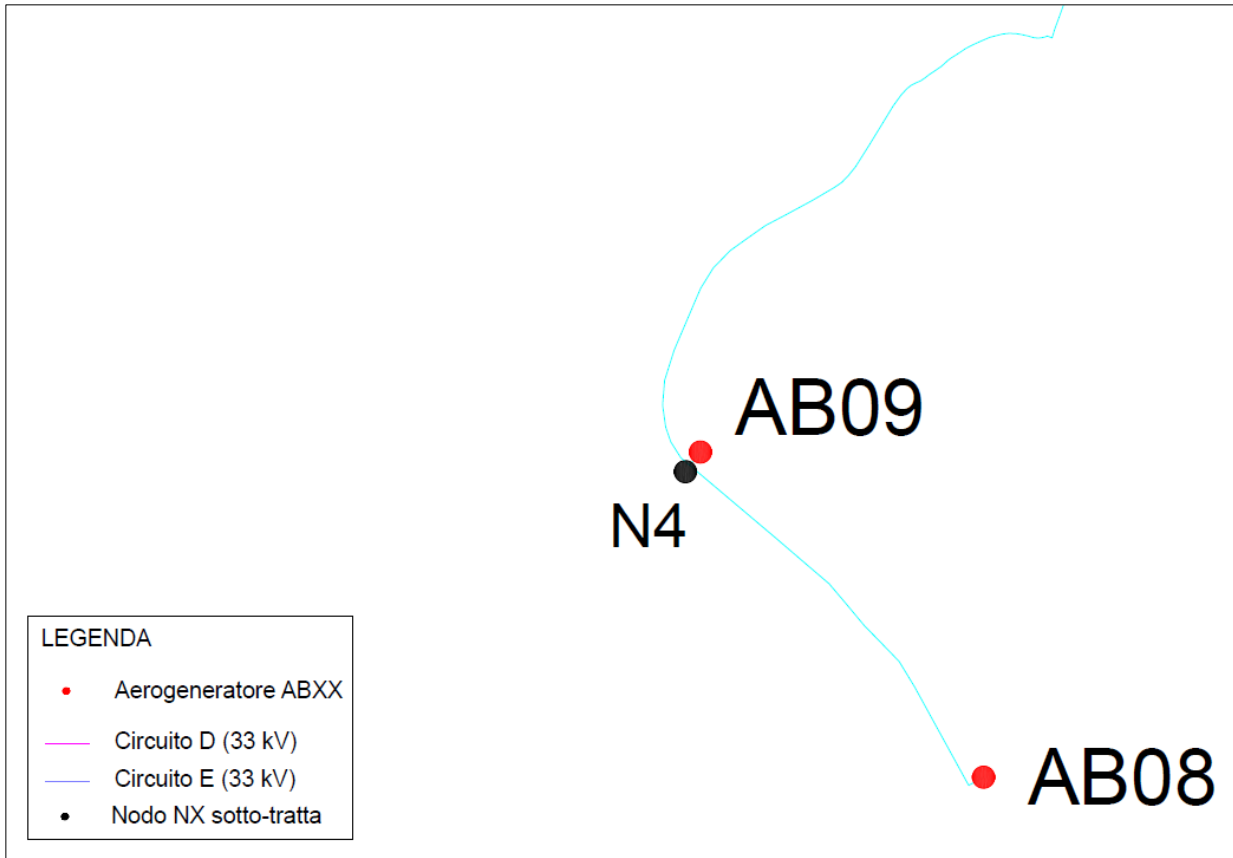 AB09
N4
LEGENDA
Aerogeneratore ABXX
Circuito D (33 kV)
Circuito E (33 kV)
Nodo NX sotto-tratta
AB08